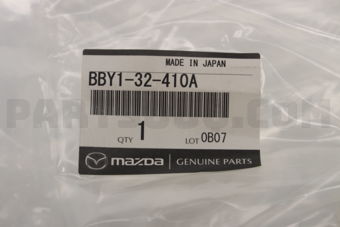 MADE IN JAPAN
BBY1-32-410A
QTY 1 LOT 0B07
mazda GENUINE PARTS